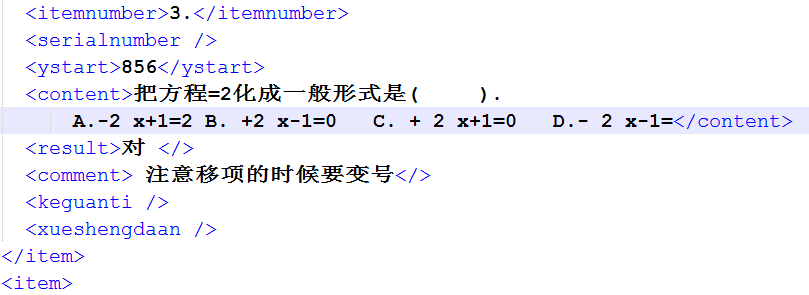 <itemnumber>3.</itemnumber>
<serialnumber />
<ystart>856</ystart>
<content>把方程=2化成一般形式是(    ).
A.-2 x+1=2 B. +2 x-1=0   C. + 2 x+1=0   D.- 2 x-1=</content>
<result>对 </>
<comment> 注意移项的时候要变号</>
<keguanti />
<xueshengdaan />
</item>
<item>